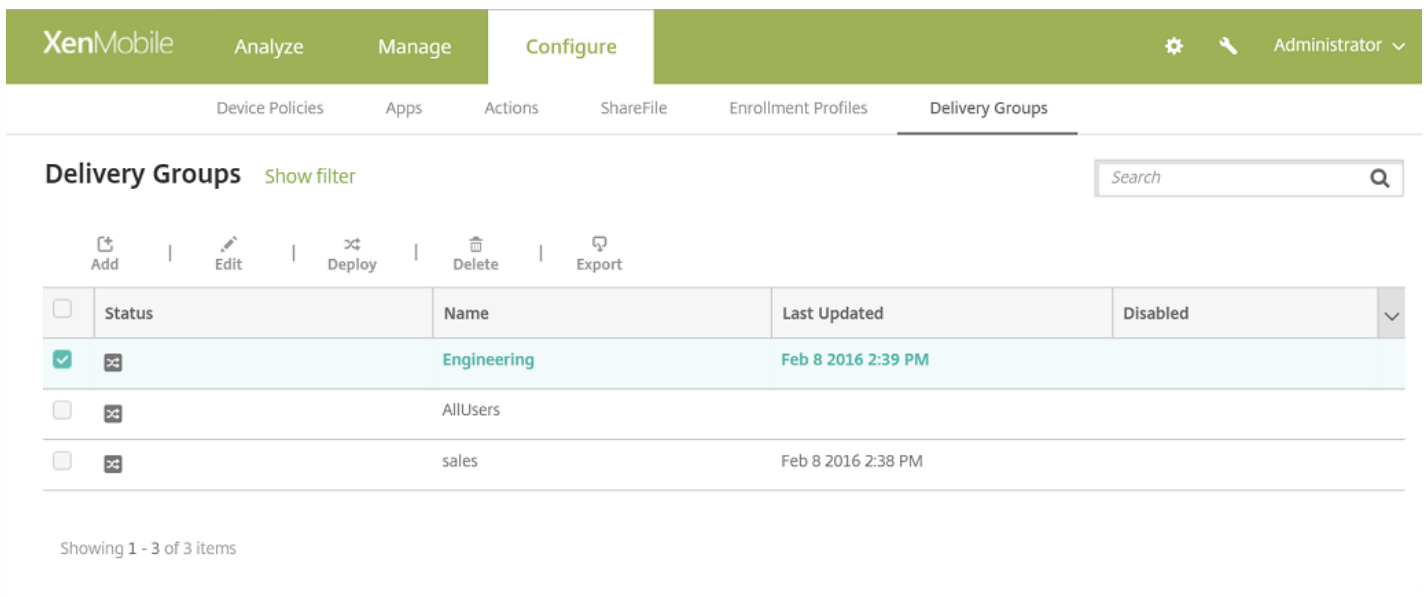 XenMobile Analyze Manage Configure Administrator
Device Policies Apps Actions ShareFile Enrollment Profiles Delivery Groups
Delivery Groups Show filter Search
Add | Edit | Deploy | Delete | Export
Status Name Last Updated Disabled
Engineering Feb 8 2016 2:39 PM
AllUsers
sales Feb 8 2016 2:38 PM
Showing 1 - 3 of 3 items